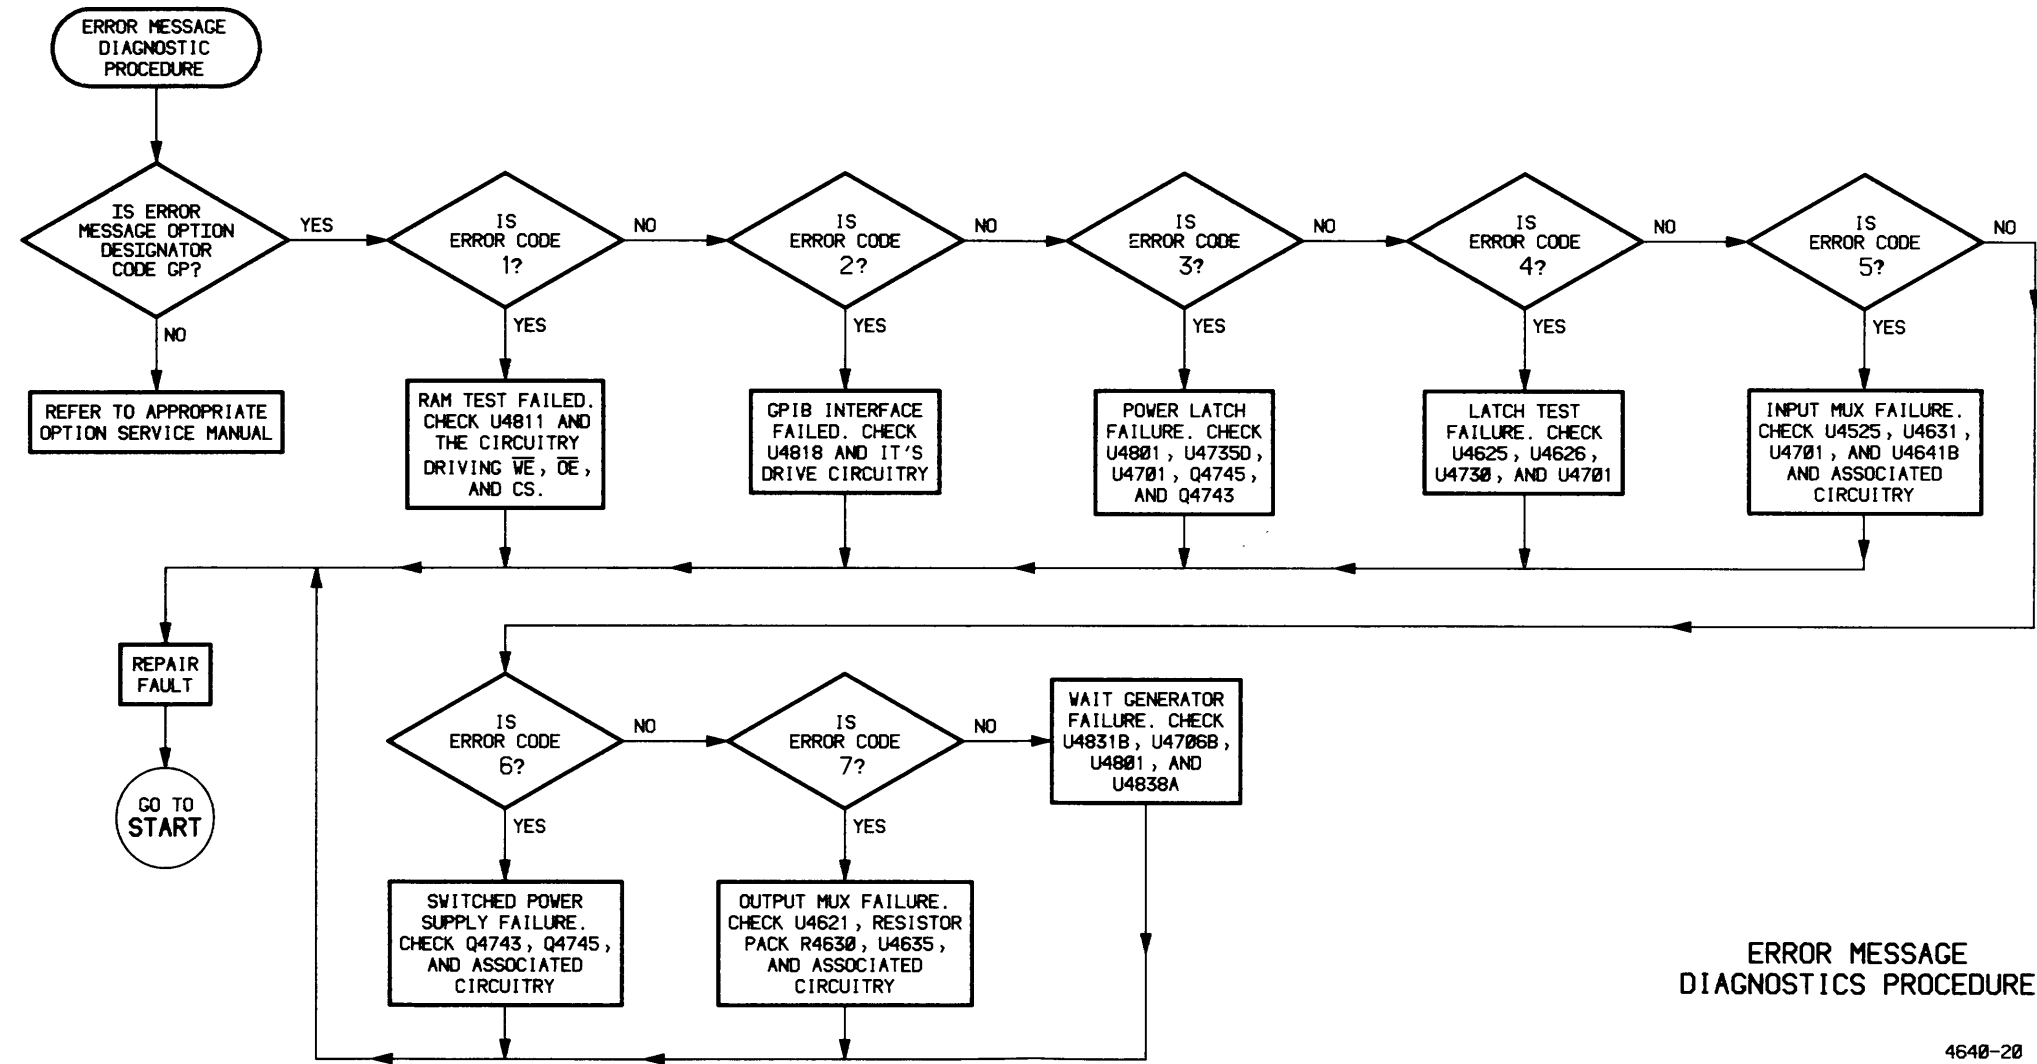 ERROR MESSAGE
DIAGNOSTIC
PROCEDURE
IS ERROR
MESSAGE OPTION
DESIGNATOR
CODE GP?
YES
NO
REFER TO APPROPRIATE
OPTION SERVICE MANUAL
IS
ERROR CODE
1?
NO
YES
RAM TEST FAILED.
CHECK U4811 AND
THE CIRCUITRY
DRIVING W̅E̅, O̅E̅,
AND CS.
IS
ERROR CODE
2?
NO
YES
GPIB INTERFACE
FAILED. CHECK
U4818 AND IT'S
DRIVE CIRCUITRY
IS
ERROR CODE
3?
NO
YES
POWER LATCH
FAILURE. CHECK
U4801, U4735D,
U4701, Q4745,
AND Q4743
IS
ERROR CODE
4?
NO
YES
LATCH TEST
FAILURE. CHECK
U4625, U4626,
U4730, AND U4701
IS
ERROR CODE
5?
NO
YES
INPUT MUX FAILURE.
CHECK U4525, U4631,
U4701, AND U4641B
AND ASSOCIATED
CIRCUITRY
REPAIR
FAULT
GO TO
START
IS
ERROR CODE
6?
NO
YES
SWITCHED POWER
SUPPLY FAILURE.
CHECK Q4743, Q4745,
AND ASSOCIATED
CIRCUITRY
IS
ERROR CODE
7?
NO
YES
OUTPUT MUX FAILURE.
CHECK U4621, RESISTOR
PACK R4630, U4635,
AND ASSOCIATED
CIRCUITRY
WAIT GENERATOR
FAILURE. CHECK
U4831B, U4706B,
U4801, AND
U4838A
ERROR MESSAGE
DIAGNOSTICS PROCEDURE
4640-20